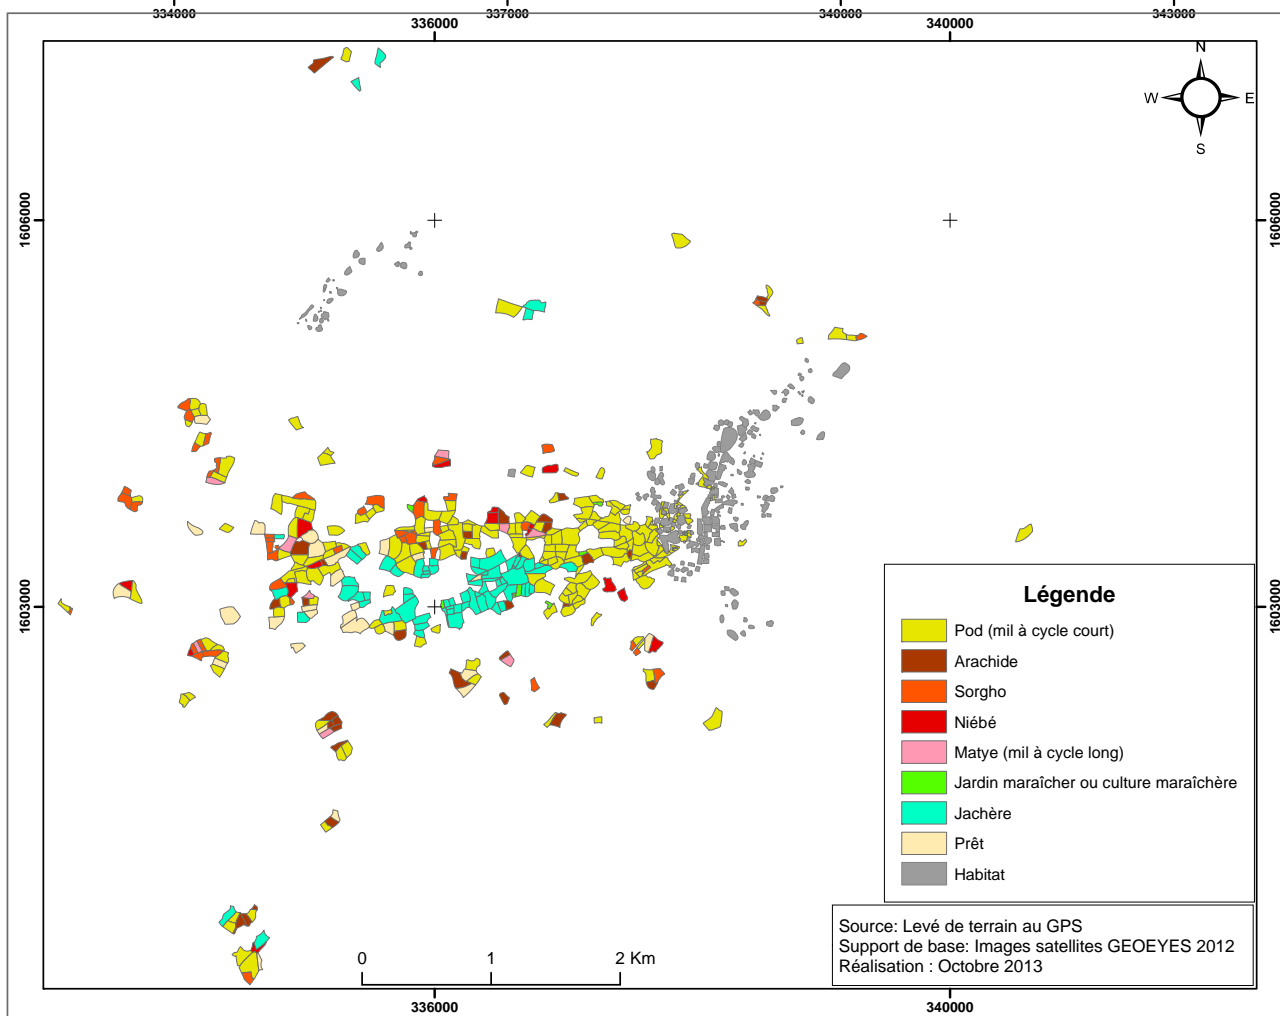 334000
337000
340000
343000
336000
340000
N
W
E
S
1606000
1606000
1603000
1603000
Légende
Pod (mil à cycle court)
Arachide
Sorgho
Niébé
Matye (mil à cycle long)
Jardin maraîcher ou culture maraîchère
Jachère
Prêt
Habitat
Source: Levé de terrain au GPS
Support de base: Images satellites GEOEYES 2012
Réalisation : Octobre 2013
0 1 2 Km
336000
340000